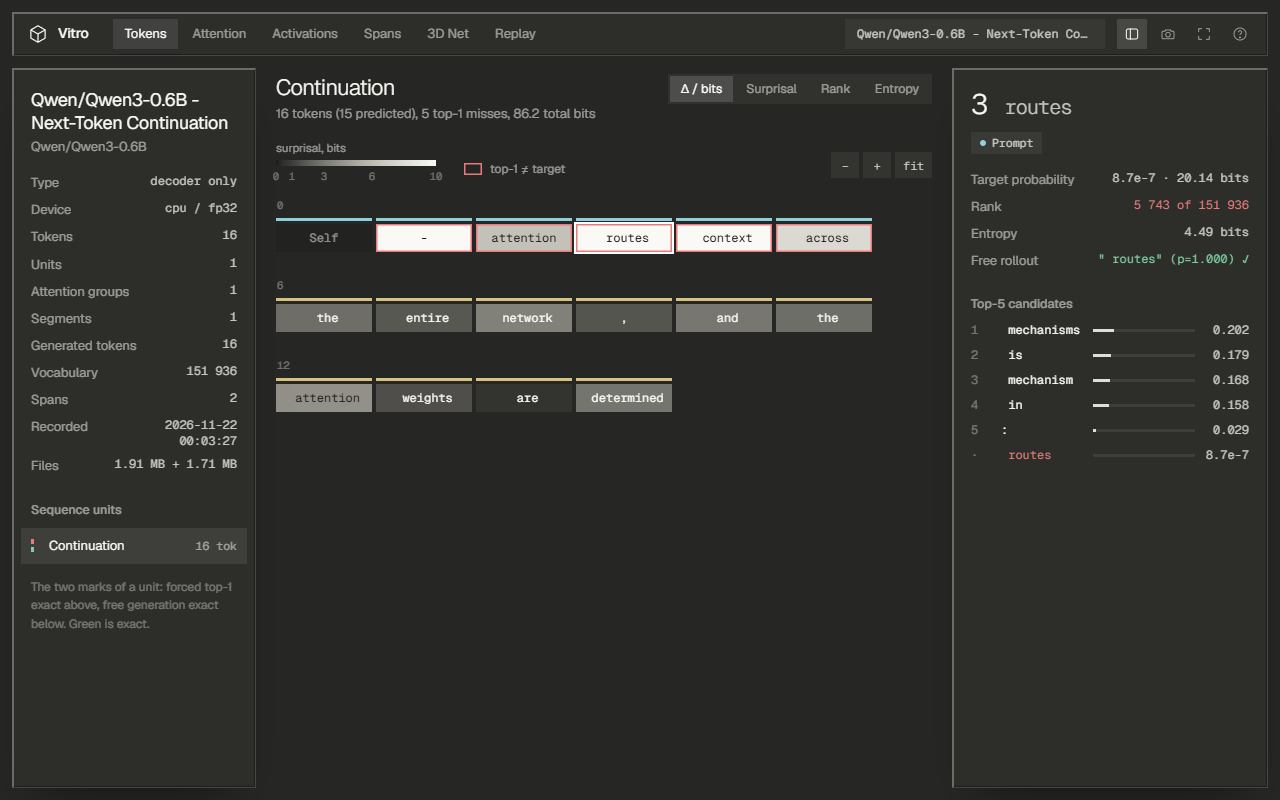 Vitro
Tokens
Attention
Activations
Spans
3D Net
Replay
Qwen/Qwen3-0.6B - Next-Token Co…
Qwen/Qwen3-0.6B -
Next-Token Continuation
Qwen/Qwen3-0.6B
Type decoder only
Device cpu / fp32
Tokens 16
Units 1
Attention groups 1
Segments 1
Generated tokens 16
Vocabulary 151 936
Spans 2
Recorded 2026-11-22
00:03:27
Files 1.91 MB + 1.71 MB
Sequence units
Continuation 16 tok
The two marks of a unit: forced top-1
exact above, free generation exact
below. Green is exact.
Continuation
16 tokens (15 predicted), 5 top-1 misses, 86.2 total bits
Δ / bits
Surprisal
Rank
Entropy
surprisal, bits
0 1 3 6 10
top-1 ≠ target
− + fit
0
Self - attention routes context across
6
the entire network , and the
12
attention weights are determined
3 routes
Prompt
Target probability 8.7e-7 · 20.14 bits
Rank 5 743 of 151 936
Entropy 4.49 bits
Free rollout " routes" (p=1.000) ✓
Top-5 candidates
1 mechanisms 0.202
2 is 0.179
3 mechanism 0.168
4 in 0.158
5 : 0.029
· routes 8.7e-7